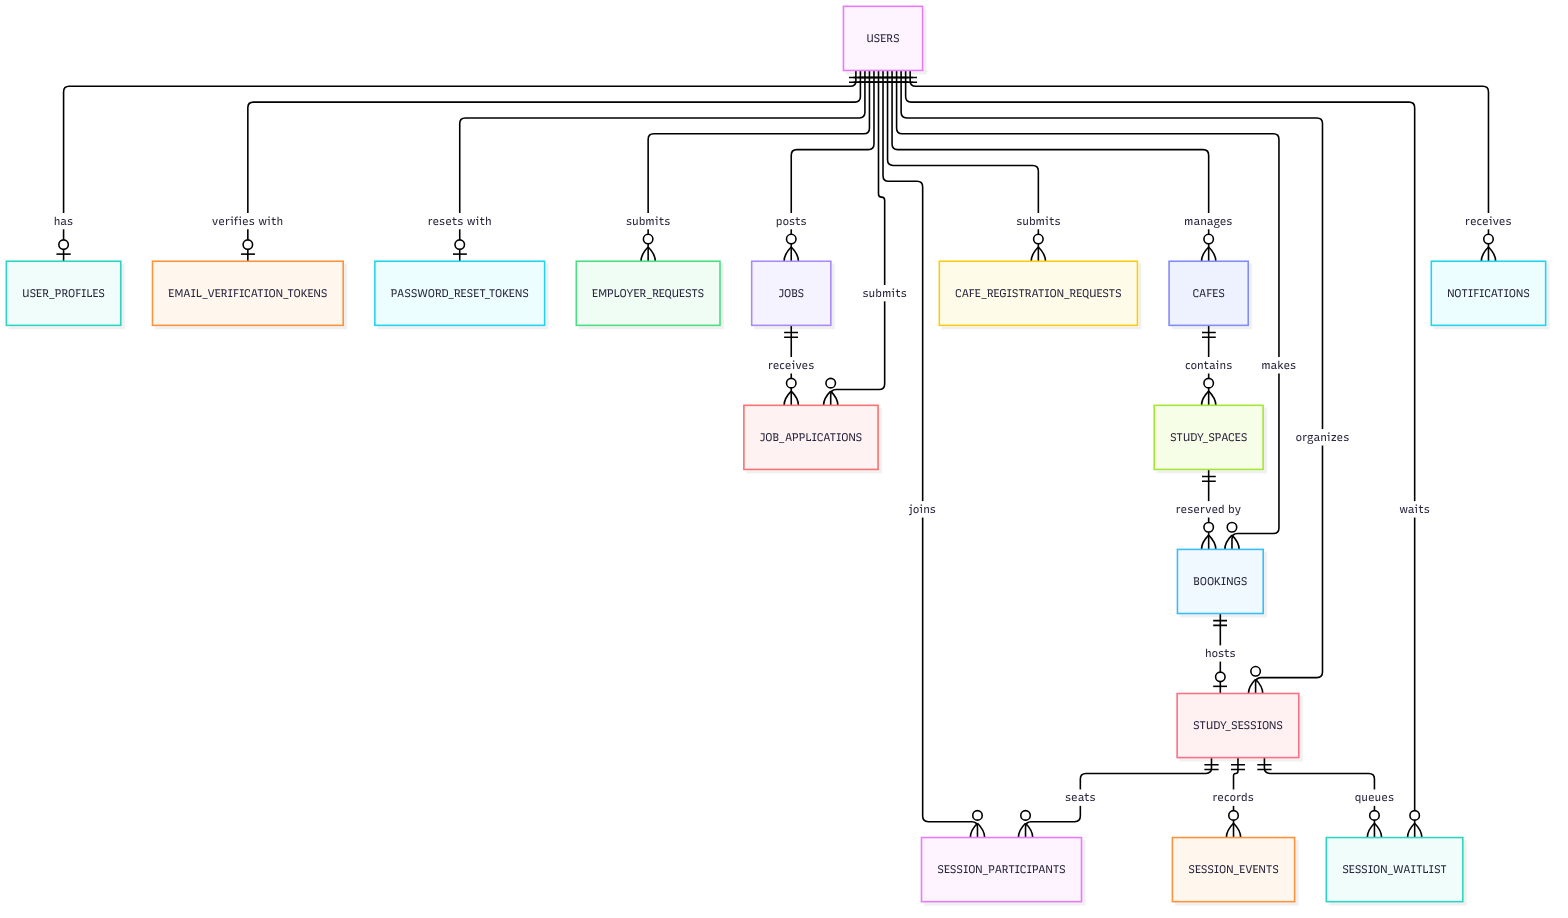 USERS
has
verifies with
resets with
submits
posts
submits
manages
receives
USER_PROFILES
EMAIL_VERIFICATION_TOKENS
PASSWORD_RESET_TOKENS
EMPLOYER_REQUESTS
JOBS
submits
CAFE_REGISTRATION_REQUESTS
CAFES
NOTIFICATIONS
receives
contains
makes
JOB_APPLICATIONS
STUDY_SPACES
organizes
joins
reserved by
waits
BOOKINGS
hosts
STUDY_SESSIONS
seats
records
queues
SESSION_PARTICIPANTS
SESSION_EVENTS
SESSION_WAITLIST